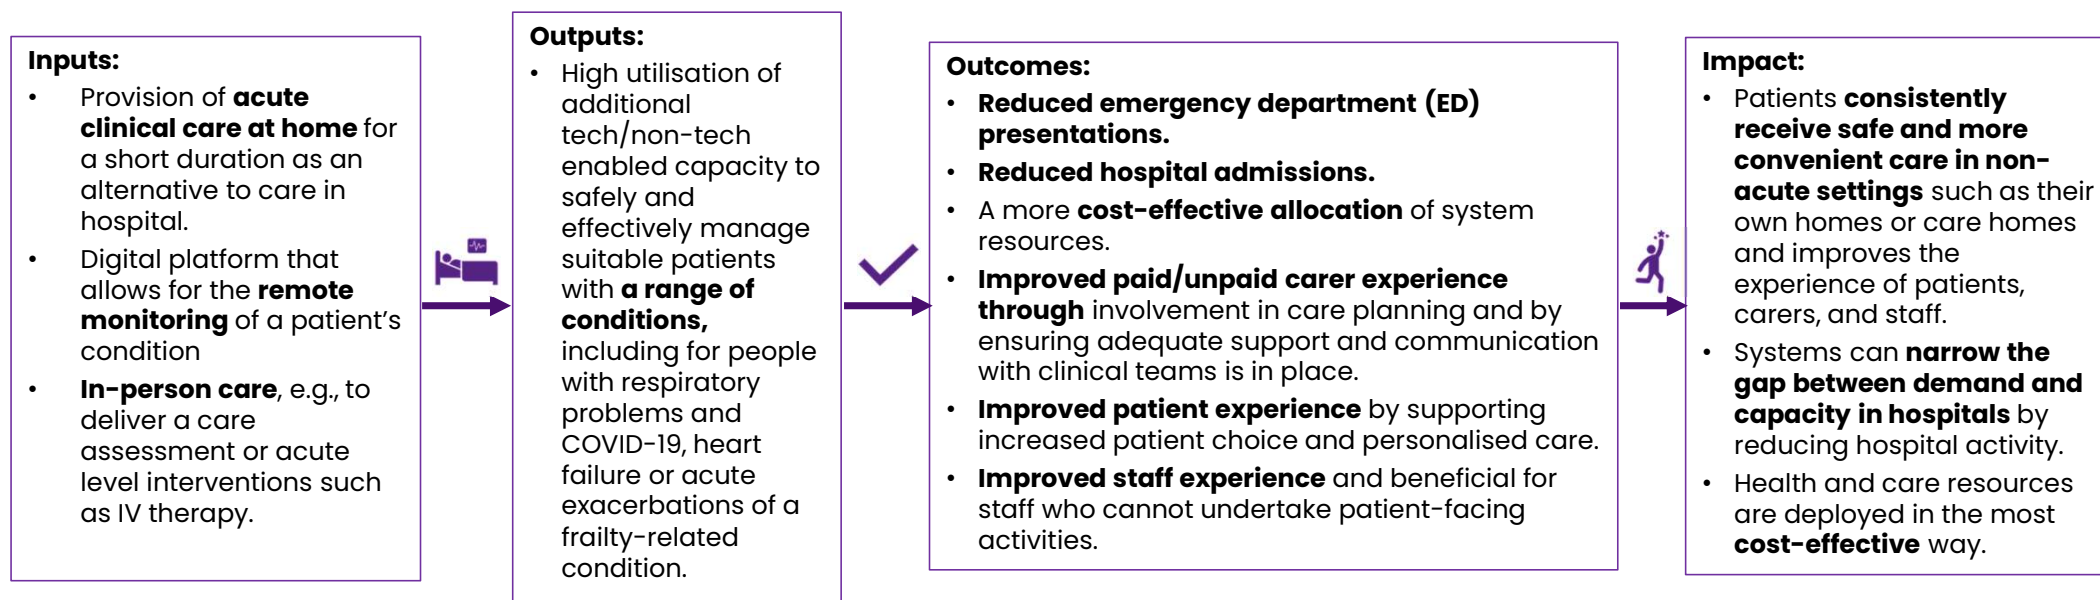 Inputs:
• Provision of acute
clinical care at home for
a short duration as an
alternative to care in
hospital.
• Digital platform that
allows for the remote
monitoring of a patient's
condition
• In-person care, e.g., to
deliver a care
assessment or acute
level interventions such
as IV therapy.
Outputs:
• High utilisation of
additional
tech/non-tech
enabled capacity to
safely and
effectively manage
suitable patients
with a range of
conditions,
including for people
with respiratory
problems and
COVID-19, heart
failure or acute
exacerbations of a
frailty-related
condition.
Outcomes:
• Reduced emergency department (ED)
presentations.
• Reduced hospital admissions.
• A more cost-effective allocation of system
resources.
• Improved paid/unpaid carer experience
through involvement in care planning and by
ensuring adequate support and communication
with clinical teams is in place.
• Improved patient experience by supporting
increased patient choice and personalised care.
• Improved staff experience and beneficial for
staff who cannot undertake patient-facing
activities.
Impact:
• Patients consistently
receive safe and more
convenient care in non-
acute settings such as their
own homes or care homes
and improves the
experience of patients,
carers, and staff.
• Systems can narrow the
gap between demand and
capacity in hospitals by
reducing hospital activity.
• Health and care resources
are deployed in the most
cost-effective way.